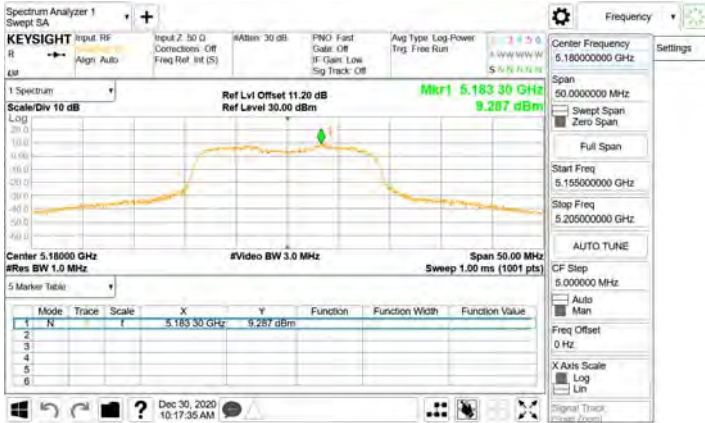 Spectrum Analyzer 1
Swept SA
+
Frequency
KEYSIGHT
Input: RF
Input Z: 50 Ω
#Atten: 30 dB
PNO: Fast
Avg Type: Log-Power
1 2 3 4 5 6
R
Corrections: Off
Gate: Off
Trig: Free Run
Align: Auto
Freq Ref: Int (S)
IF Gain: Low
Sig Track: Off
Center Frequency
5.180000000 GHz
Settings
1 Spectrum
Ref Lvl Offset 11.20 dB
Mkr1 5.183 30 GHz
Scale/Div 10 dB
Ref Level 30.00 dBm
9.287 dBm
Span
50.0000000 MHz
Swept Span
Zero Span
Log
20.0
10.0
0.00
Full Span
Start Freq
5.155000000 GHz
Stop Freq
5.205000000 GHz
AUTO TUNE
Center 5.18000 GHz
#Video BW 3.0 MHz
Span 50.00 MHz
#Res BW 1.0 MHz
Sweep 1.00 ms (1001 pts)
CF Step
5.000000 MHz
Auto
Man
5 Marker Table
Mode Trace Scale X Y Function Function Width Function Value
1 N f 5.183 30 GHz 9.287 dBm
2
3
4
5
6
Freq Offset
0 Hz
X Axis Scale
Log
Lin
Signal Track
(Span Zoom)
?
Dec 30, 2020
10:17:35 AM